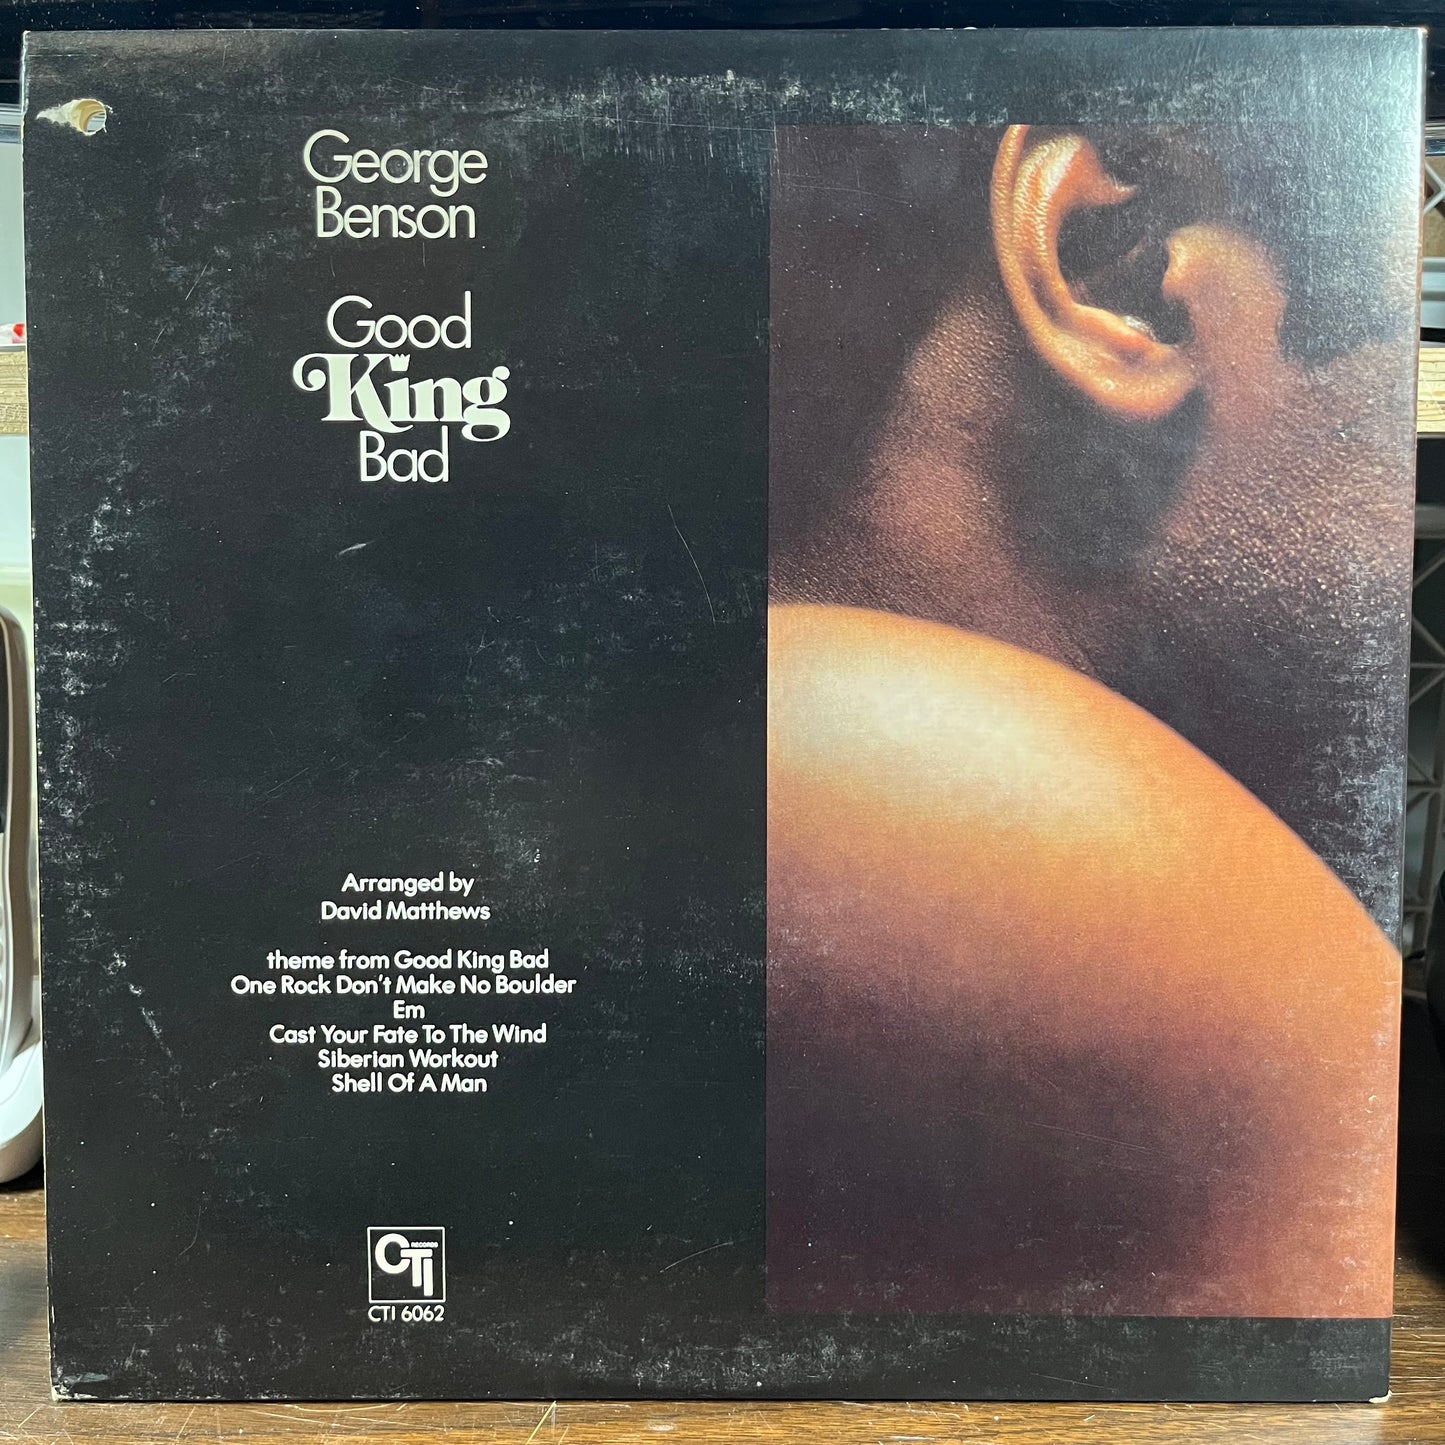 George
Benson
Good
King
Bad
Arranged by
David Matthews
theme from Good King Bad
One Rock Don't Make No Boulder
Em
Cast Your Fate To The Wind
Siberian Workout
Shell Of A Man
CTI RECORDS
CTI 6062